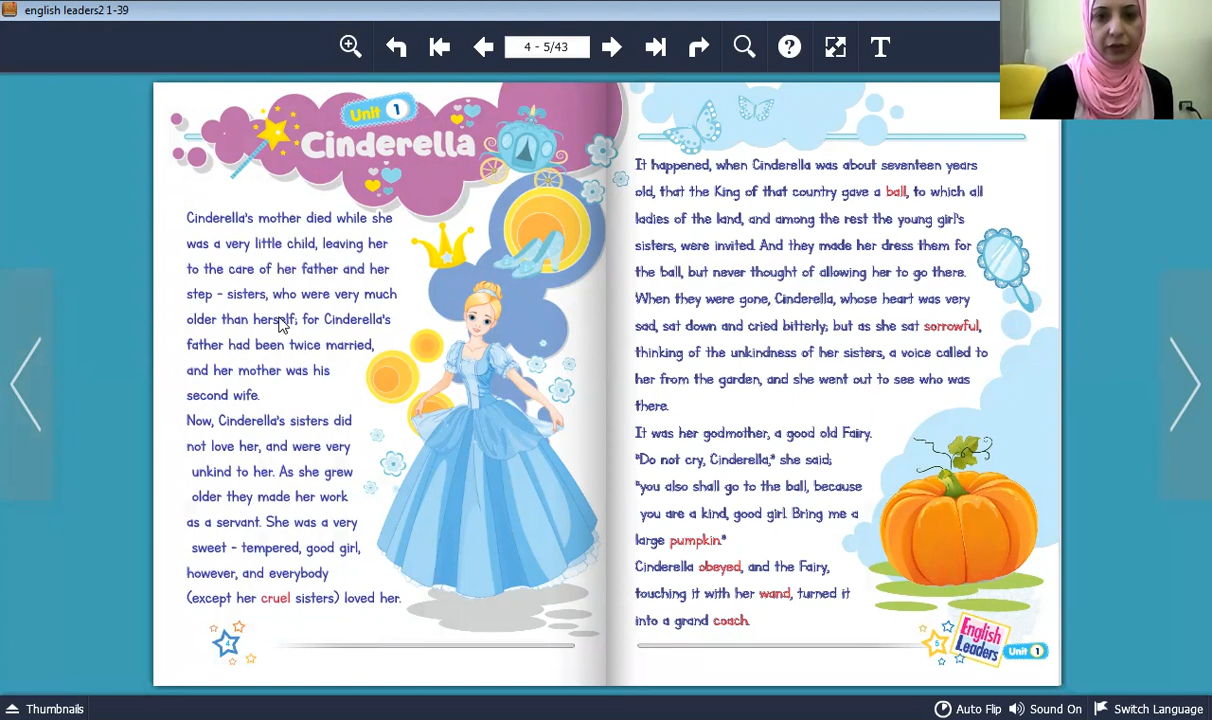 english leaders2 1-39
4 - 5/43
T
Unit 1
Cinderella
Cinderella's mother died while she
was a very little child, leaving her
to the care of her father and her
step - sisters, who were very much
older than herself; for Cinderella's
father had been twice married,
and her mother was his
second wife.
Now, Cinderella's sisters did
not love her, and were very
unkind to her. As she grew
older they made her work
as a servant. She was a very
sweet - tempered, good girl,
however, and everybody
(except her cruel sisters) loved her.
4
It happened, when Cinderella was about seventeen years
old, that the King of that country gave a ball, to which all
ladies of the land, and among the rest the young girl's
sisters, were invited. And they made her dress them for
the ball, but never thought of allowing her to go there.
When they were gone, Cinderella, whose heart was very
sad, sat down and cried bitterly; but as she sat sorrowful,
thinking of the unkindness of her sisters, a voice called to
her from the garden, and she went out to see who was
there.
It was her godmother, a good old Fairy.
"Do not cry, Cinderella," she said;
"you also shall go to the ball, because
you are a kind, good girl. Bring me a
large pumpkin."
Cinderella obeyed, and the Fairy,
touching it with her wand, turned it
into a grand coach.
5
English
Leaders
Unit 1
Thumbnails
Auto Flip
Sound On
Switch Language